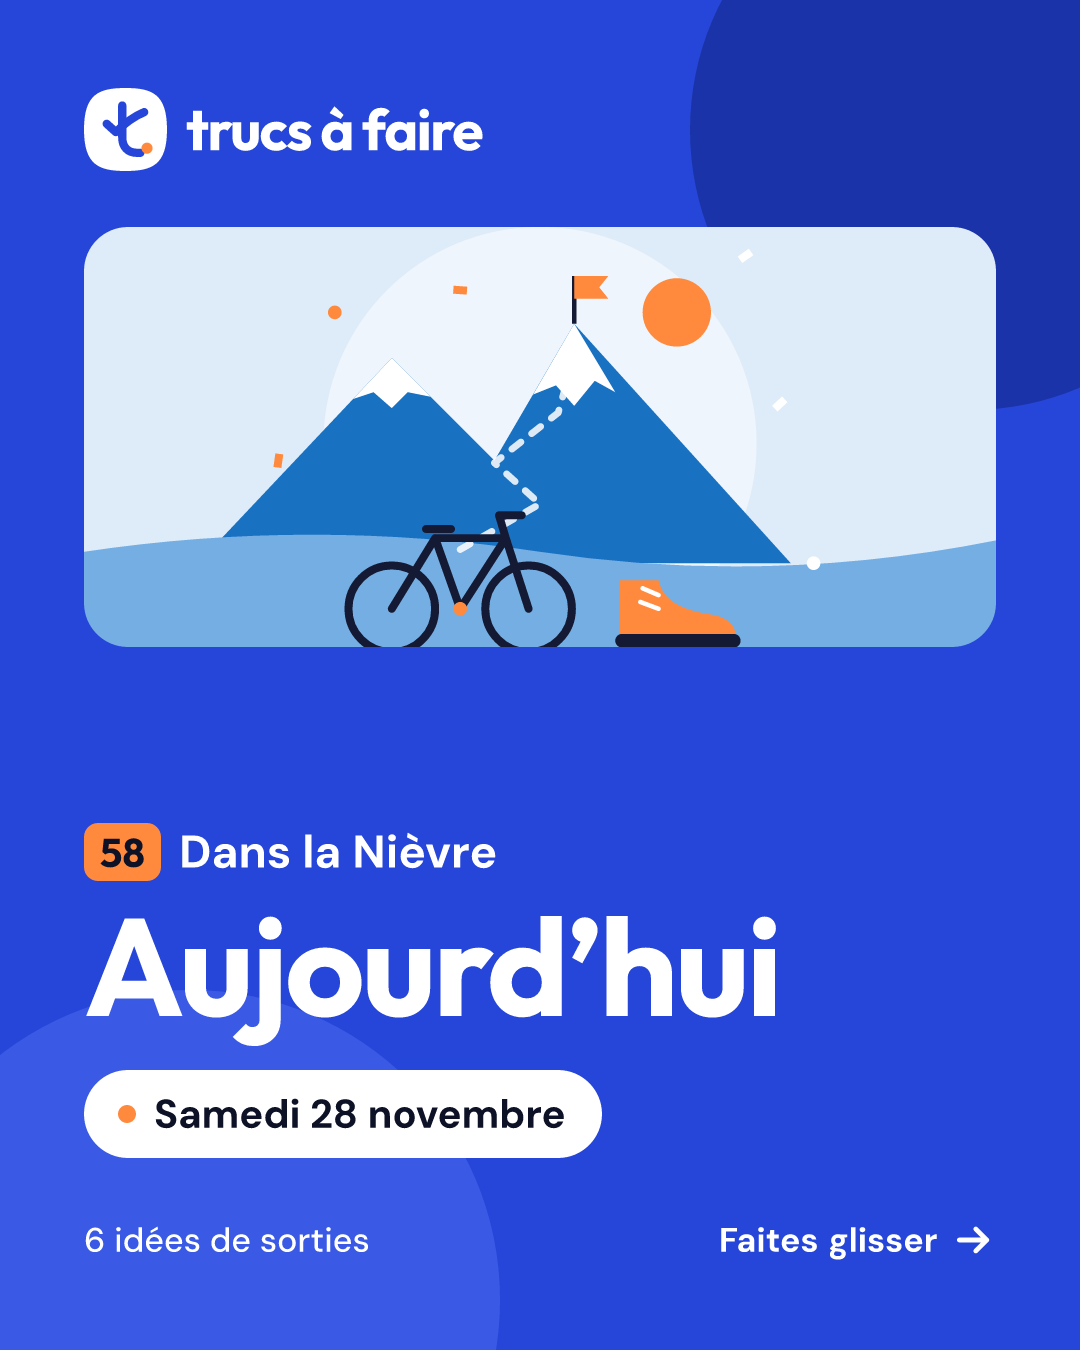 trucs à faire
58 Dans la Nièvre
Aujourd’hui
Samedi 28 novembre
6 idées de sorties
Faites glisser →